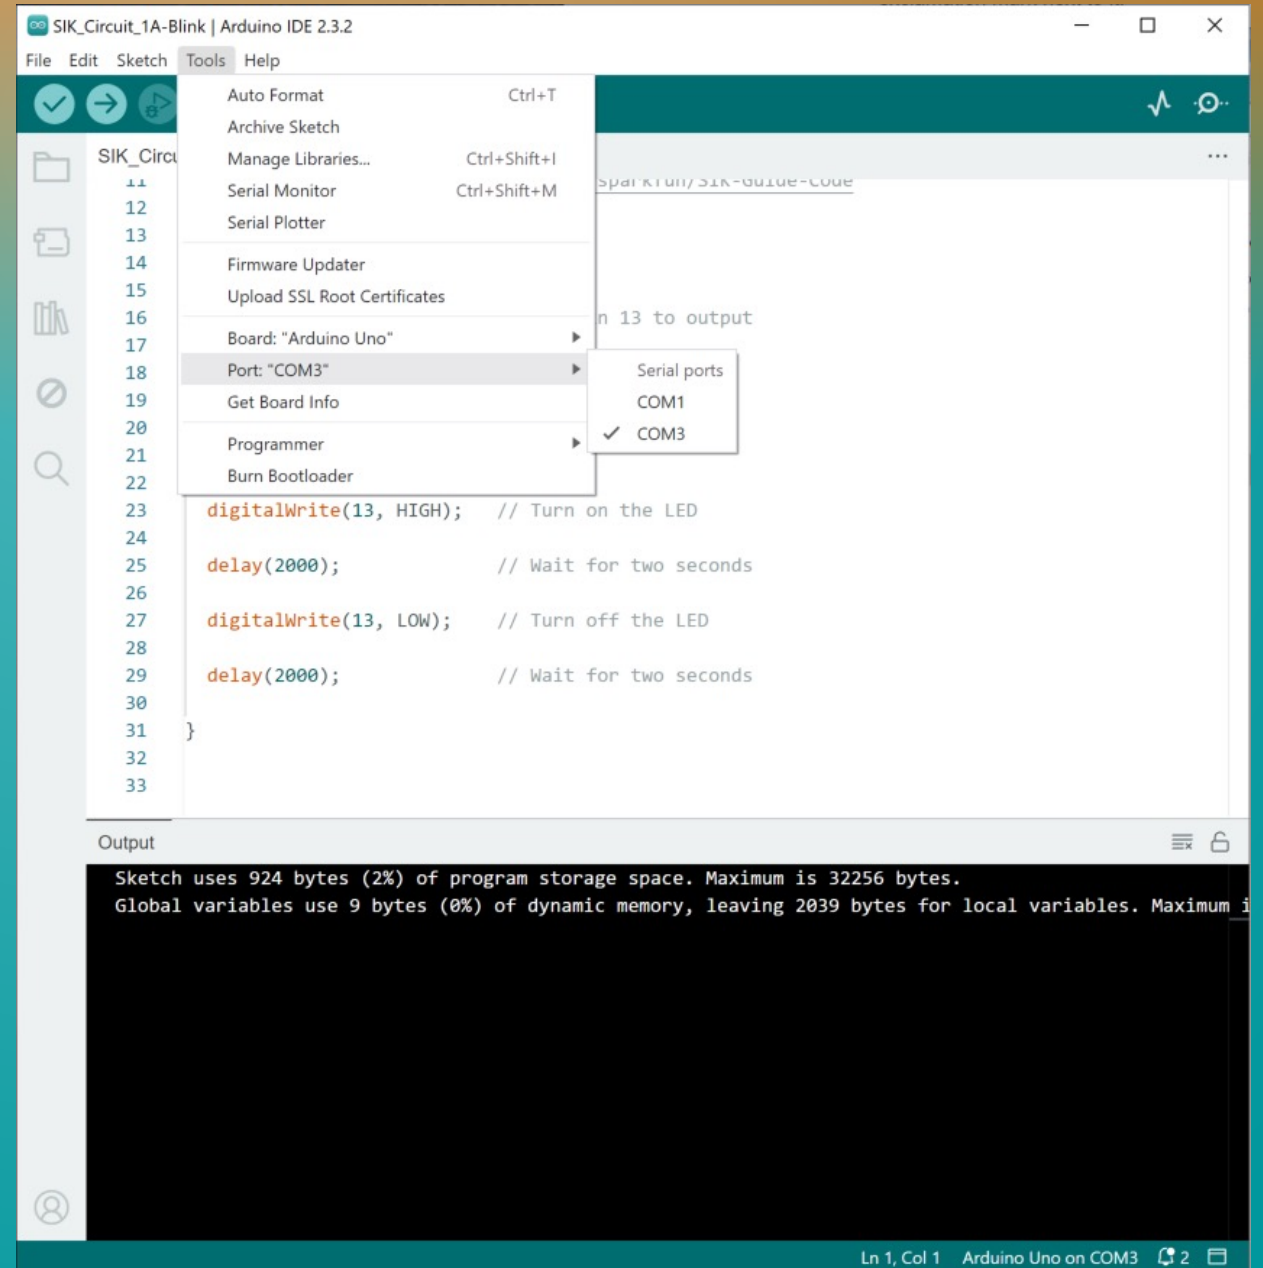 SIK_Circuit_1A-Blink | Arduino IDE 2.3.2
File Edit Sketch Tools Help
Auto Format Ctrl+T
Archive Sketch
Manage Libraries... Ctrl+Shift+I
Serial Monitor Ctrl+Shift+M
Serial Plotter
Firmware Updater
Upload SSL Root Certificates
Board: "Arduino Uno"
Port: "COM3"
Get Board Info
Programmer
Burn Bootloader
Serial ports
COM1
✓ COM3
SIK_Circu
11 sparkfun/SIK-Guide-Code
12
13
14
15
16 n 13 to output
17
18
19
20
21
22
23 digitalWrite(13, HIGH); // Turn on the LED
24
25 delay(2000); // Wait for two seconds
26
27 digitalWrite(13, LOW); // Turn off the LED
28
29 delay(2000); // Wait for two seconds
30
31 }
32
33
Output
Sketch uses 924 bytes (2%) of program storage space. Maximum is 32256 bytes.
Global variables use 9 bytes (0%) of dynamic memory, leaving 2039 bytes for local variables. Maximum i
Ln 1, Col 1 Arduino Uno on COM3 2